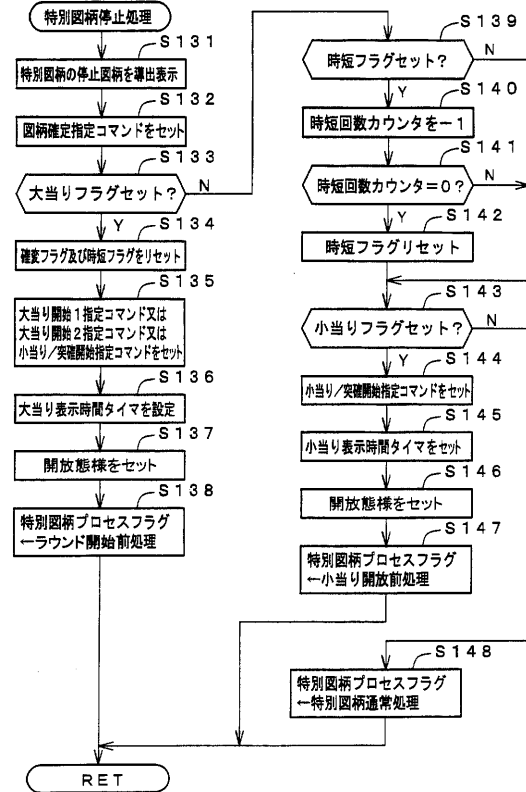 特別図柄停止処理
S131
特別図柄の停止図柄を導出表示
S132
図柄確定指定コマンドをセット
S133
大当りフラグセット？
N
Y
S134
確変フラグ及び時短フラグをリセット
S135
大当り開始1指定コマンド又は
大当り開始2指定コマンド又は
小当り／突確開始指定コマンドをセット
S136
大当り表示時間タイマを設定
S137
開放態様をセット
S138
特別図柄プロセスフラグ
←ラウンド開始前処理
S139
時短フラグセット？
N
Y
S140
時短回数カウンタを－1
S141
時短回数カウンタ＝0？
N
Y
S142
時短フラグリセット
S143
小当りフラグセット？
N
Y
S144
小当り／突確開始指定コマンドをセット
S145
小当り表示時間タイマをセット
S146
開放態様をセット
S147
特別図柄プロセスフラグ
←小当り開放前処理
S148
特別図柄プロセスフラグ
←特別図柄通常処理
RET